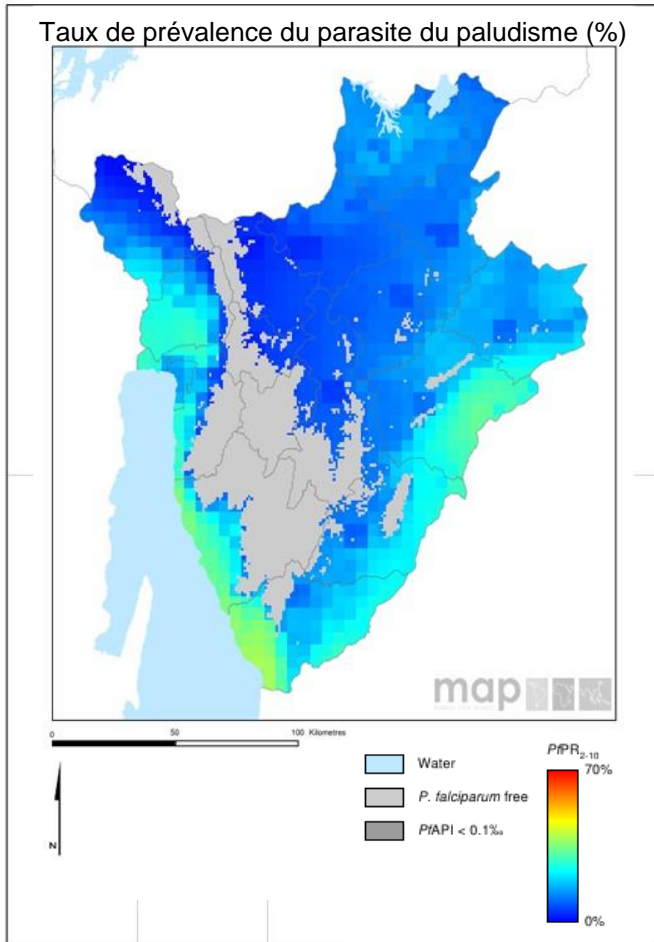 Taux de prévalence du parasite du paludisme (%)
map
0 50 100 Kilometres
Water
P. falciparum free
PfAPI < 0.1‰
N
PfPR2-10
70%
0%